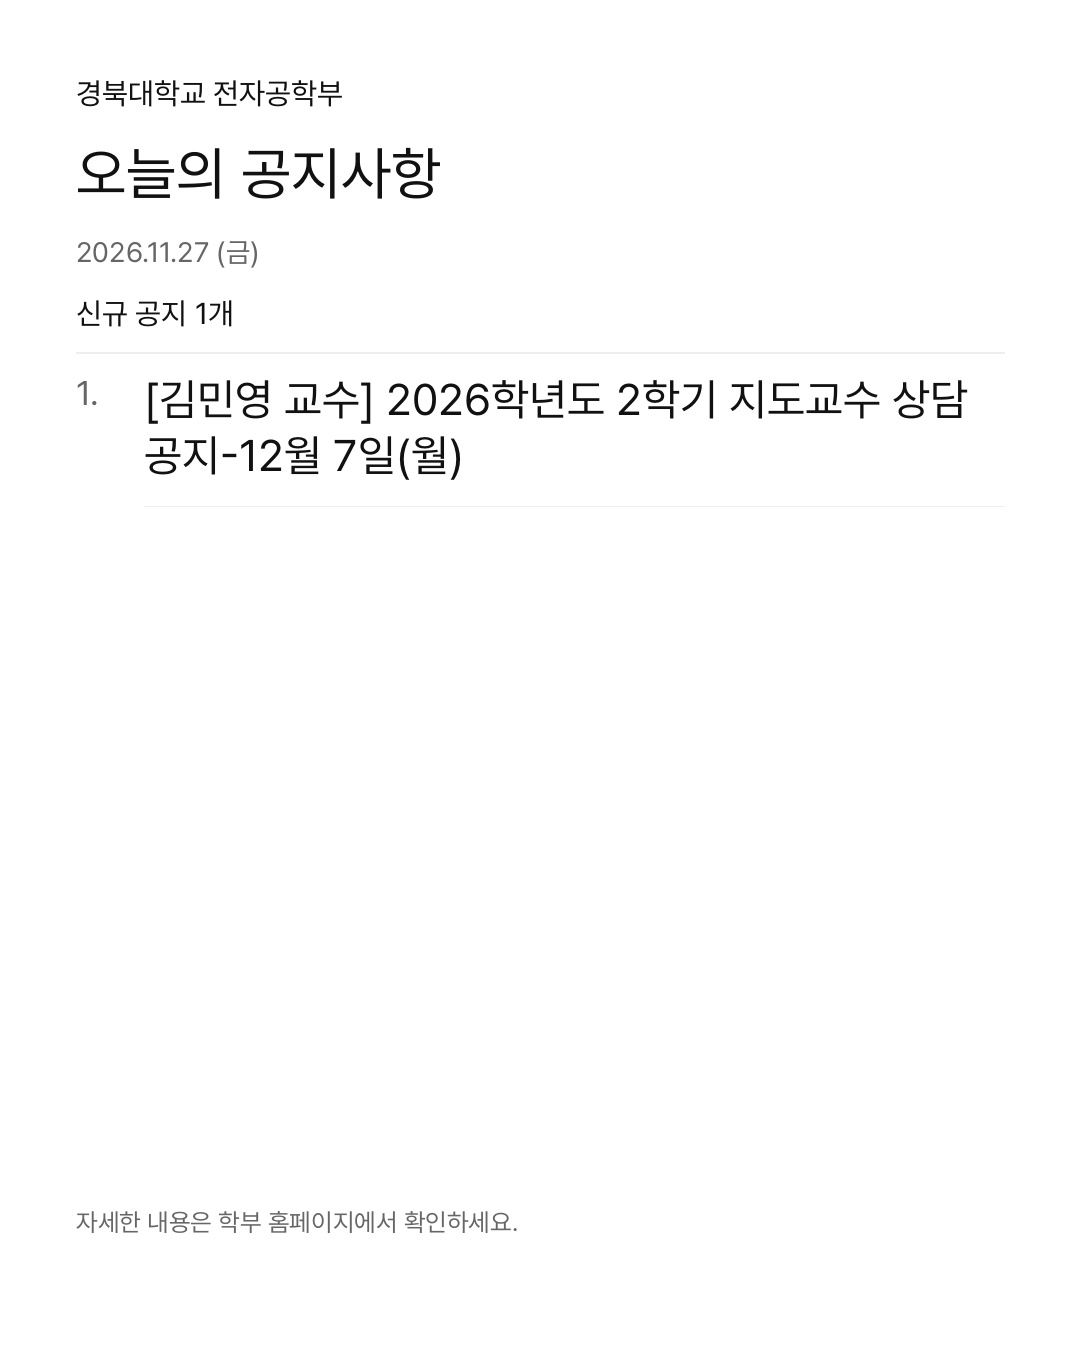 경북대학교 전자공학부
오늘의 공지사항
2026.11.27 (금)
신규 공지 1개
1. [김민영 교수] 2026학년도 2학기 지도교수 상담
공지-12월 7일(월)
자세한 내용은 학부 홈페이지에서 확인하세요.